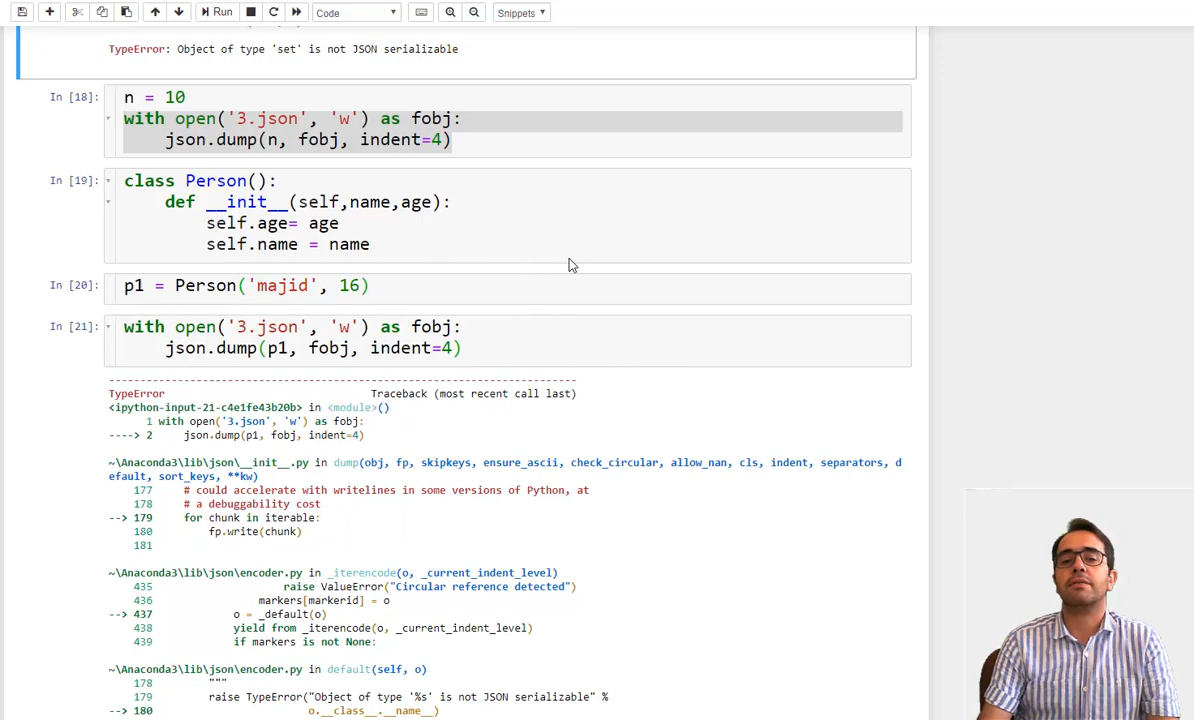 Run
Code
Snippets
TypeError: Object of type 'set' is not JSON serializable
In [18]:
n = 10
with open('3.json', 'w') as fobj:
    json.dump(n, fobj, indent=4)
In [19]:
class Person():
    def __init__(self,name,age):
        self.age= age
        self.name = name
In [20]:
p1 = Person('majid', 16)
In [21]:
with open('3.json', 'w') as fobj:
    json.dump(p1, fobj, indent=4)
---------------------------------------------------------------------------
TypeError                                 Traceback (most recent call last)
<ipython-input-21-c4e1fe43b20b> in <module>()
      1 with open('3.json', 'w') as fobj:
----> 2     json.dump(p1, fobj, indent=4)
~\Anaconda3\lib\json\__init__.py in dump(obj, fp, skipkeys, ensure_ascii, check_circular, allow_nan, cls, indent, separators, d
efault, sort_keys, **kw)
    177     # could accelerate with writelines in some versions of Python, at
    178     # a debuggability cost
--> 179     for chunk in iterable:
    180         fp.write(chunk)
    181
~\Anaconda3\lib\json\encoder.py in _iterencode(o, _current_indent_level)
    435                     raise ValueError("Circular reference detected")
    436                 markers[markerid] = o
--> 437             o = _default(o)
    438             yield from _iterencode(o, _current_indent_level)
    439             if markers is not None:
~\Anaconda3\lib\json\encoder.py in default(self, o)
    178         """
    179         raise TypeError("Object of type '%s' is not JSON serializable" %
--> 180                         o.__class__.__name__)